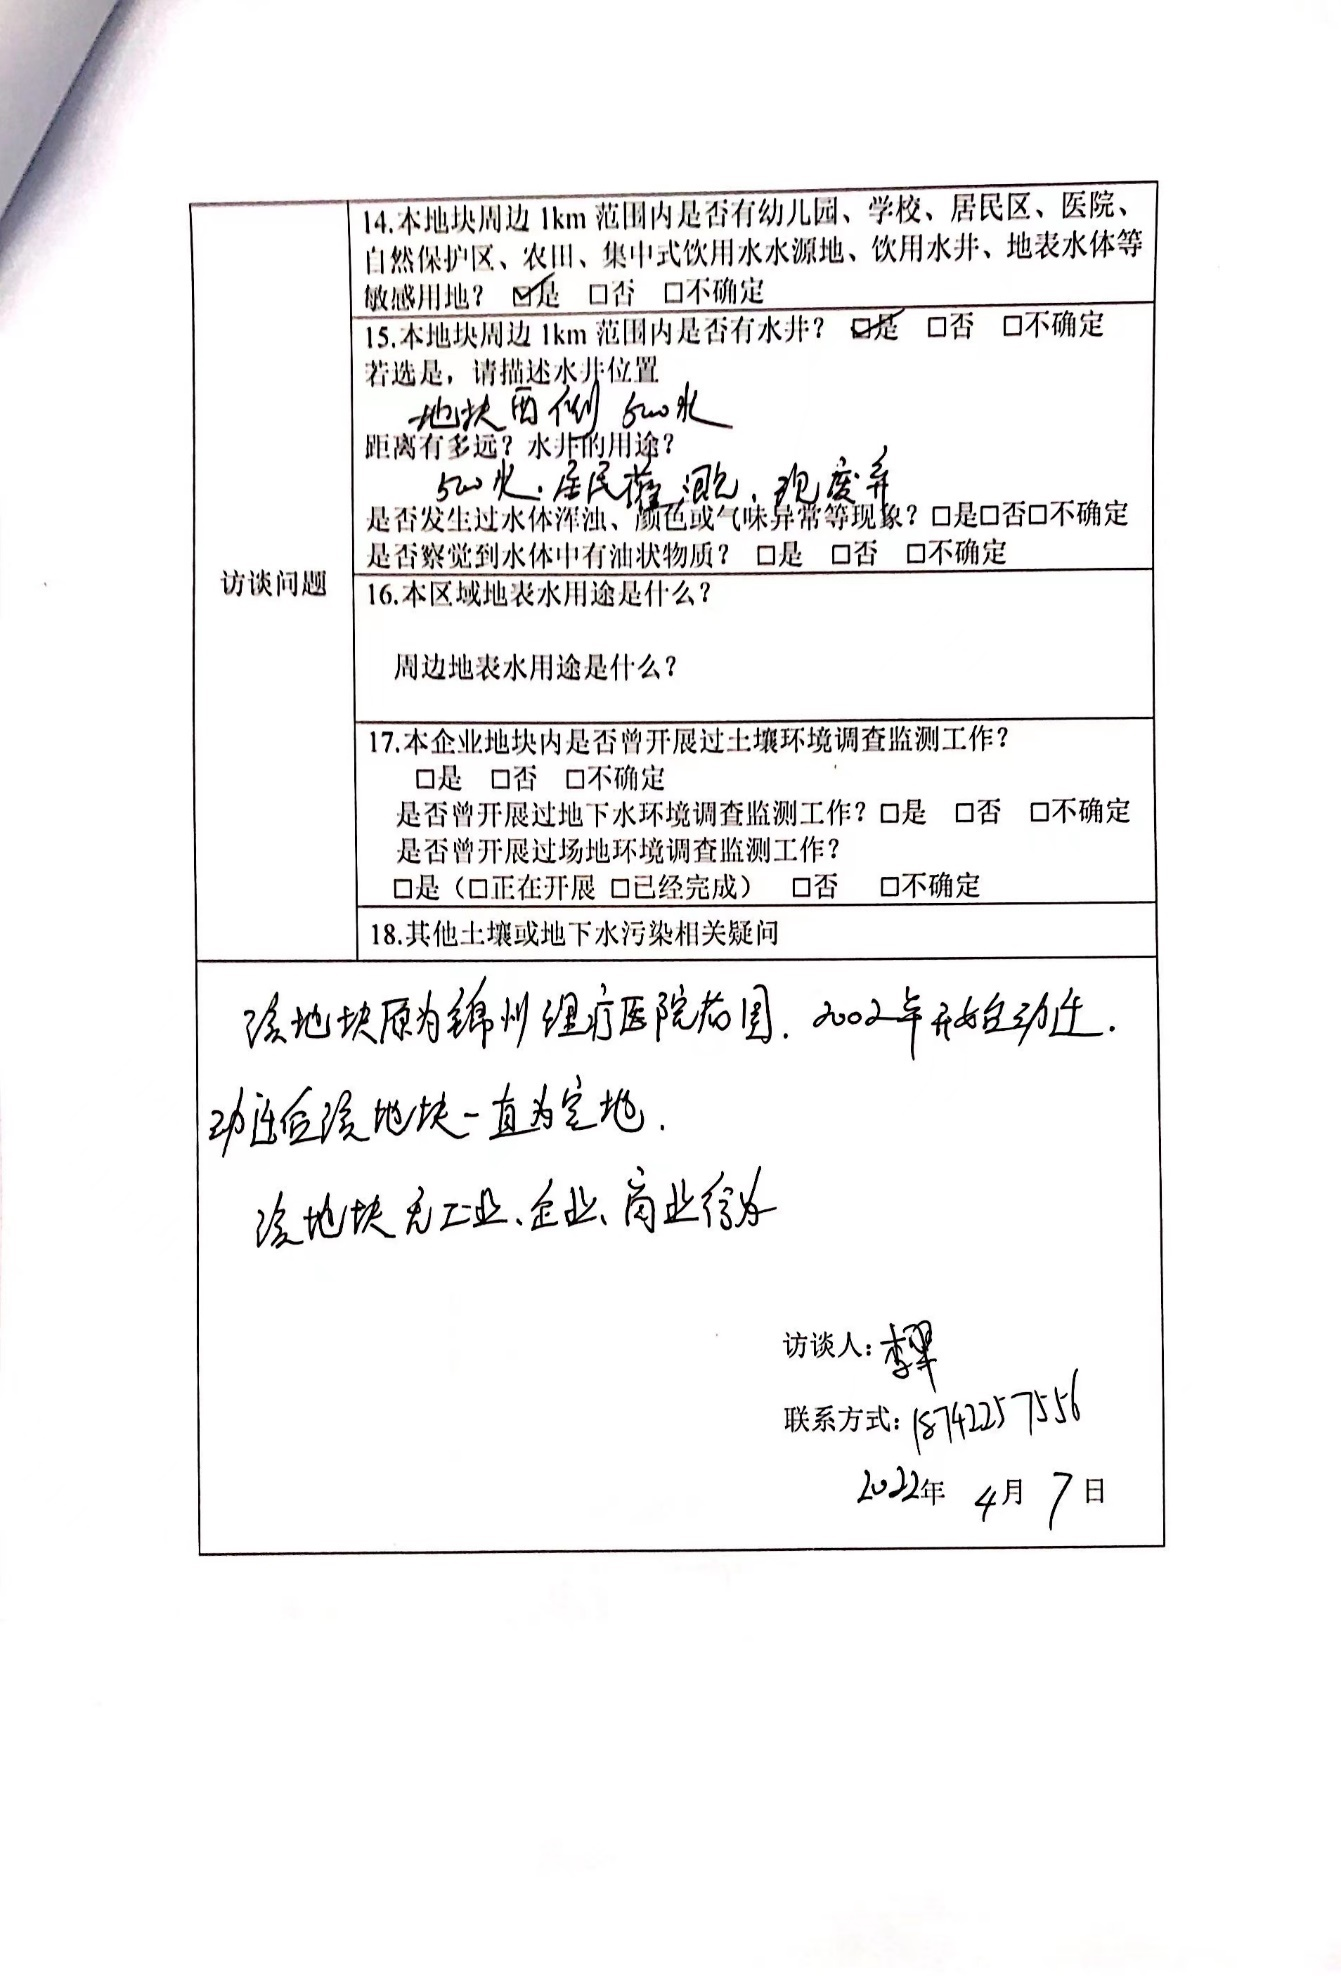 14.本地块周边 1km 范围内是否有幼儿园、学校、居民区、医院、
自然保护区、农田、集中式饮用水水源地、饮用水井、地表水体等
敏感用地？ ☑是 □否 □不确定
15.本地块周边 1km 范围内是否有水井？ ☑是 □否 □不确定
若选是，请描述水井位置
地块西侧 500米
距离有多远？水井的用途？
500米.居民灌溉，现废弃
是否发生过水体浑浊、颜色或气味异常等现象？□是□否□不确定
是否察觉到水体中有油状物质？ □是 □否 □不确定
访谈问题
16.本区域地表水用途是什么？
周边地表水用途是什么？
17.本企业地块内是否曾开展过土壤环境调查监测工作？
□是 □否 □不确定
是否曾开展过地下水环境调查监测工作？□是 □否 □不确定
是否曾开展过场地环境调查监测工作？
□是（□正在开展 □已经完成） □否 □不确定
18.其他土壤或地下水污染相关疑问
该地块原为锦州理疗医院范围. 2002年开始动迁.
动迁后该地块一直为空地.
该地块无工业、企业、商业
访谈人：李
联系方式：18742257556
2022年 4月 7日